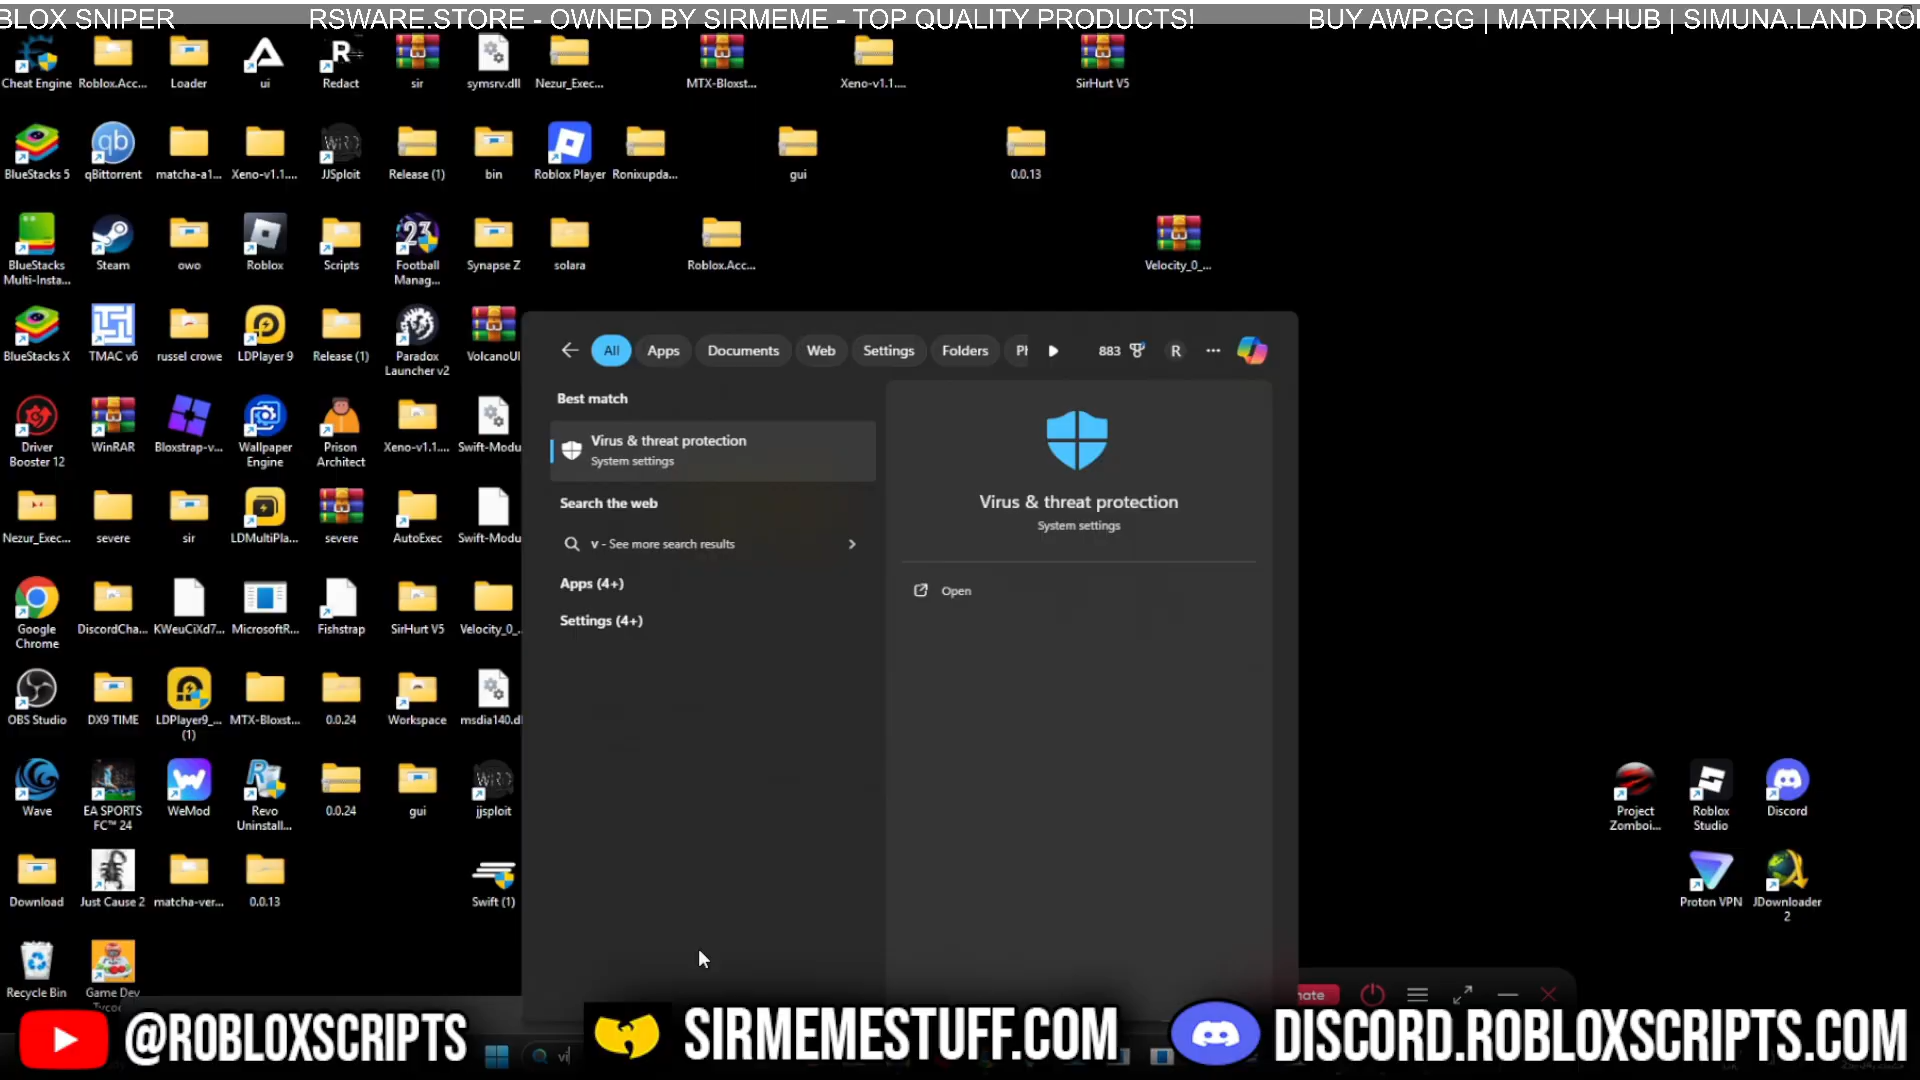 BLOX SNIPER RSWARE.STORE - OWNED BY SIRMEME - TOP QUALITY PRODUCTS! BUY AWP.GG | MATRIX HUB | SIMUNA.LAND RO
Cheat Engine Roblox.Acc... Loader ui Redact sir symsrv.dll Nezur_Exec... MTX-Bloxst... Xeno-v1.1.... SirHurt V5
BlueStacks 5 qBittorrent matcha-a1... Xeno-v1.1.... JJSploit Release (1) bin Roblox Player Ronixupda... gui 0.0.13
BlueStacks Steam owo Roblox Scripts Football Synapse Z solara Roblox.Acc... Velocity_0_...
Multi-Insta... Manag...
BlueStacks X TMAC v6 russel crowe LDPlayer 9 Release (1) Paradox VolcanoUI
Launcher v2
All Apps Documents Web Settings Folders 883 R
Best match
Virus & threat protection
System settings
Search the web
v - See more search results
Apps (4+)
Settings (4+)
Virus & threat protection
System settings
Open
Driver WinRAR Bloxstrap-v... Wallpaper Prison Xeno-v1.1.... Swift-Modu
Booster 12 Engine Architect
Nezur_Exec... severe sir LDMultiPla... severe AutoExec Swift-Modu
Google DiscordCha... KWeuCiXd7... MicrosoftR... Fishstrap SirHurt V5 Velocity_0_..
Chrome
OBS Studio DX9 TIME LDPlayer9_... MTX-Bloxst... 0.0.24 Workspace msdia140.dl
(1)
Wave EA SPORTS WeMod Revo 0.0.24 gui jjsploit Project Roblox Discord
FC™ 24 Uninstall... Zomboi... Studio
Download Just Cause 2 matcha-ver... 0.0.13 Swift (1) Proton VPN JDownloader
2
Recycle Bin Game Dev
vi
@ROBLOXSCRIPTS SIRMEMESTUFF.COM DISCORD.ROBLOXSCRIPTS.COM